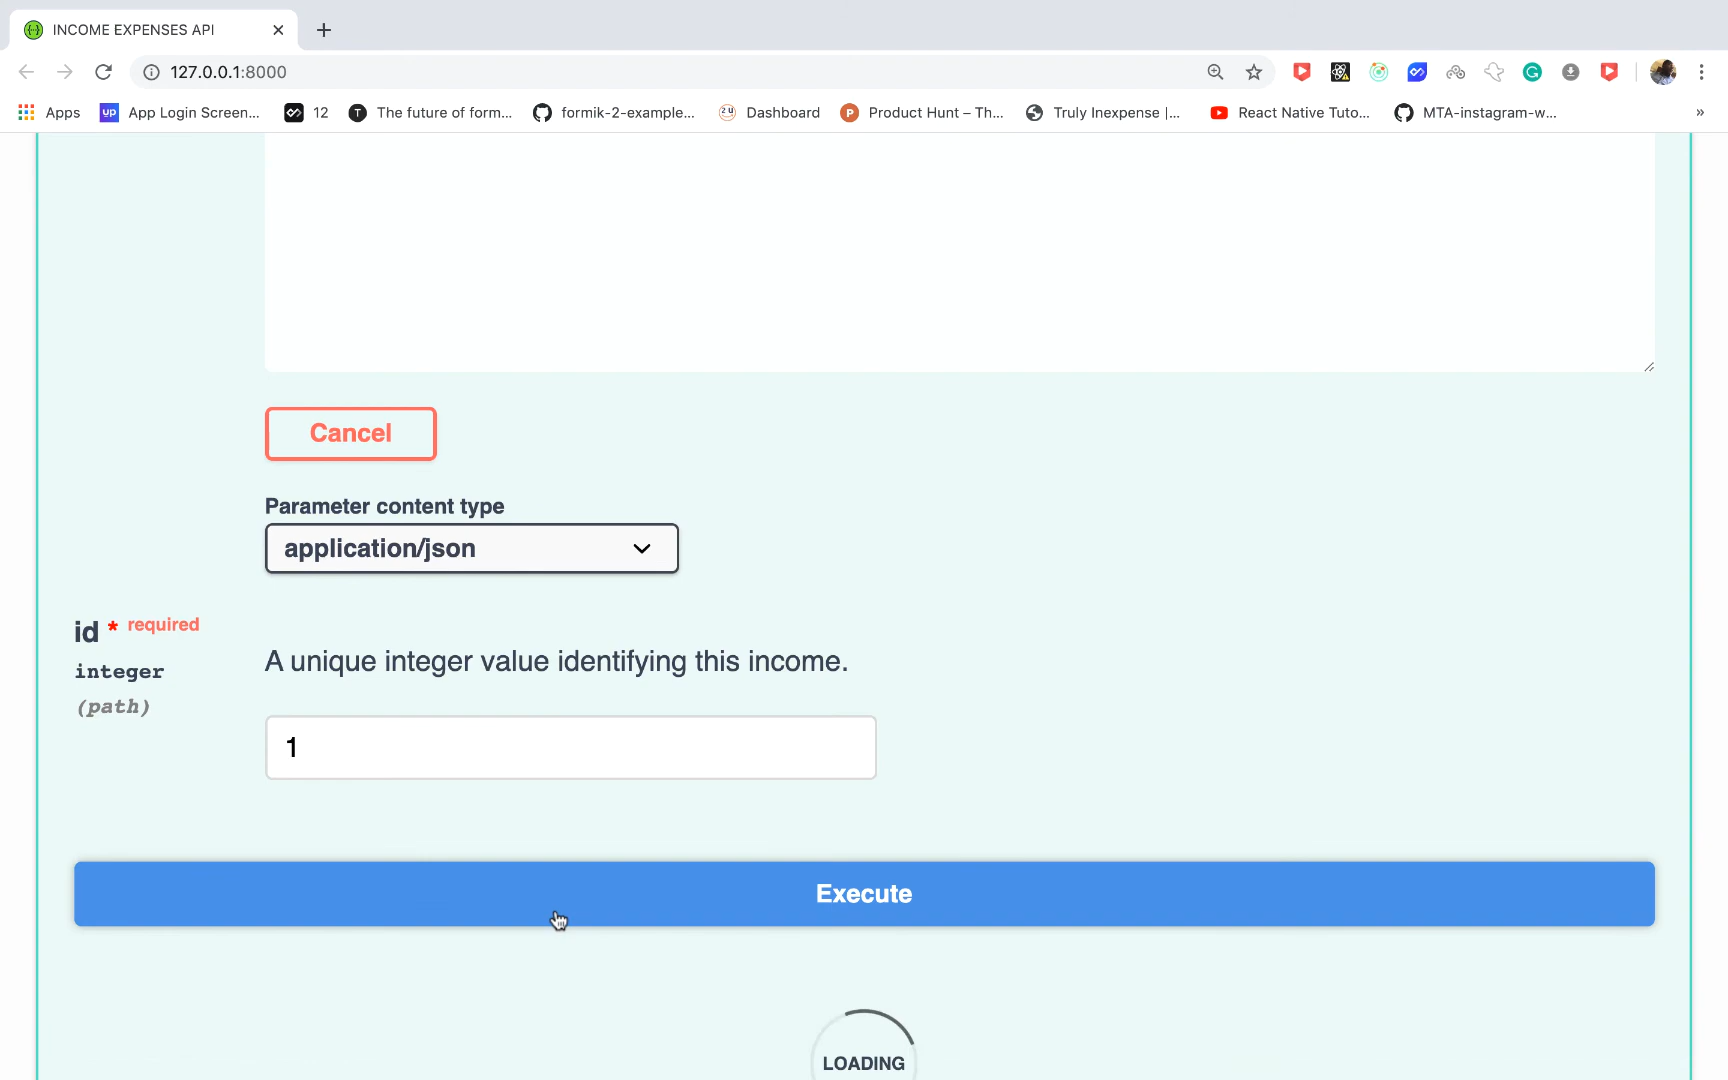 INCOME EXPENSES API
127.0.0.1:8000
Apps
up
App Login Screen...
12
T
The future of form...
formik-2-example...
Dashboard
P
Product Hunt – Th...
Truly Inexpense |...
React Native Tuto...
MTA-instagram-w...
»
Cancel
Parameter content type
application/json
id * required
integer
(path)
A unique integer value identifying this income.
1
Execute
LOADING